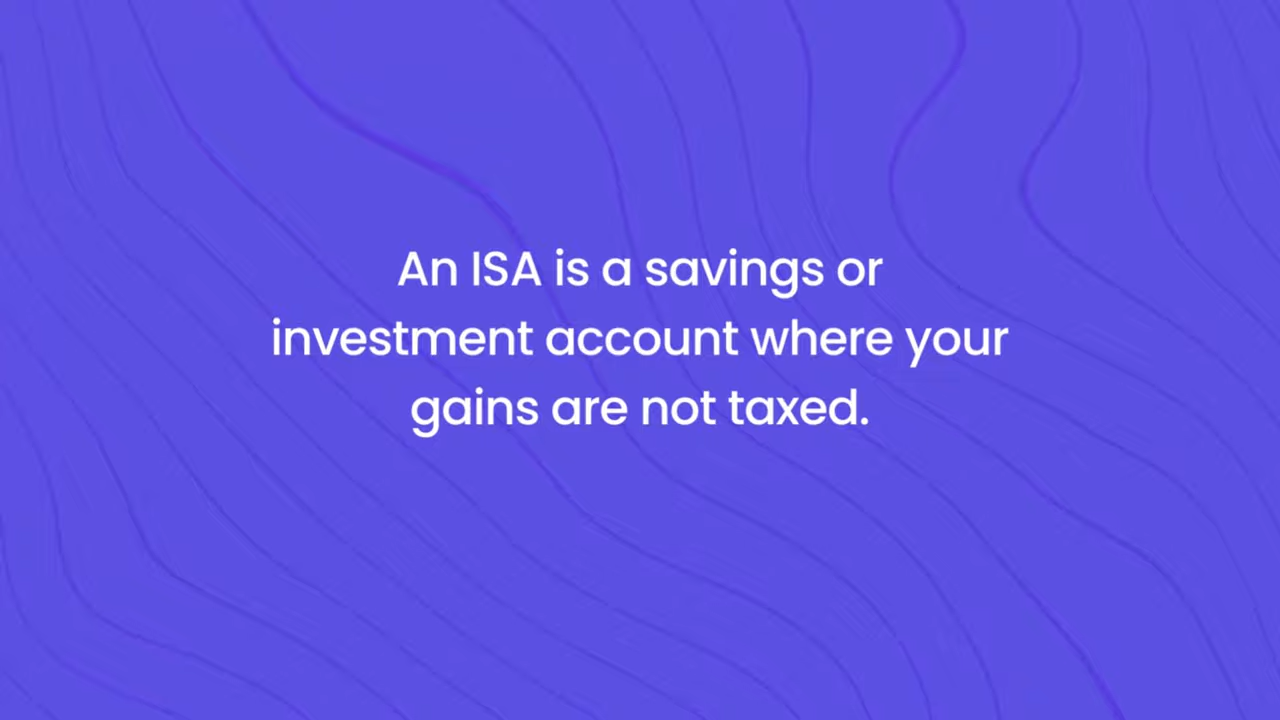 An ISA is a savings or
investment account where your
gains are not taxed.